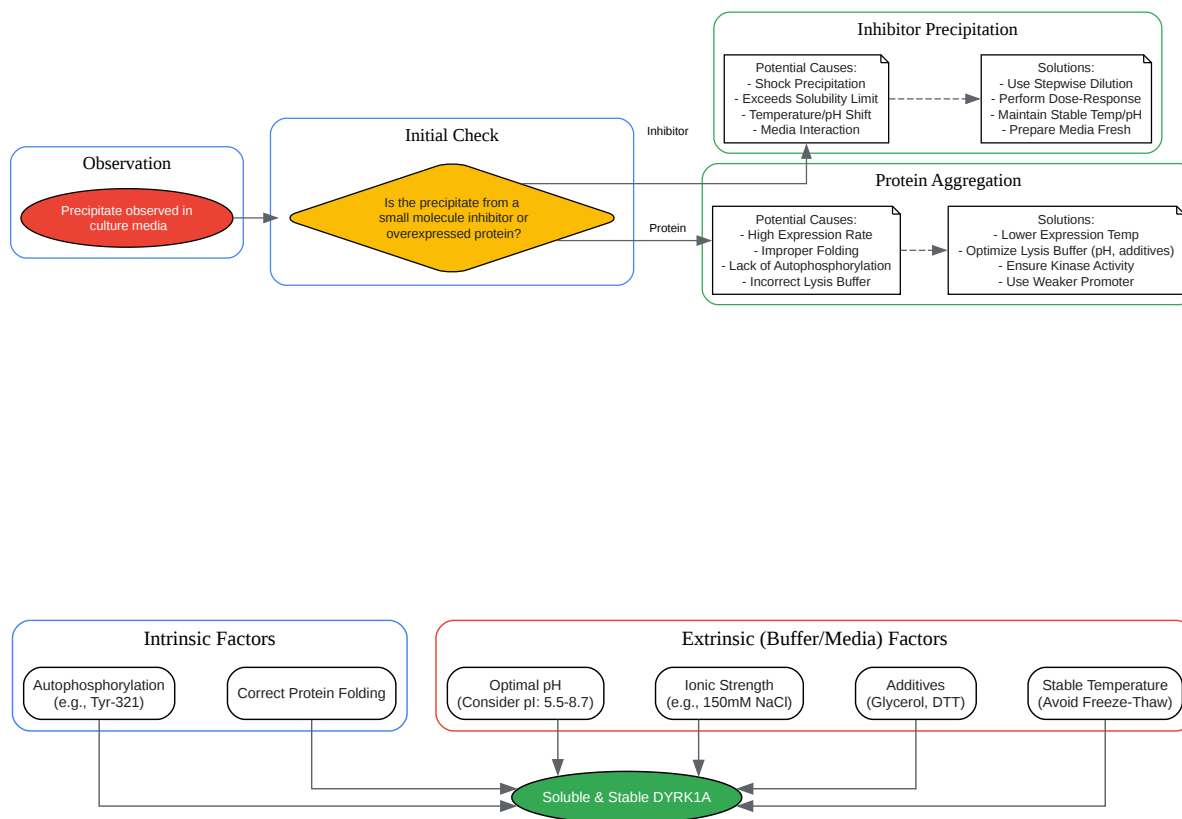 Observation
Precipitate observed in
culture media
Initial Check
Is the precipitate from a
small molecule inhibitor or
overexpressed protein?
Inhibitor
Protein
Inhibitor Precipitation
Potential Causes:
- Shock Precipitation
- Exceeds Solubility Limit
- Temperature/pH Shift
- Media Interaction
Solutions:
- Use Stepwise Dilution
- Perform Dose-Response
- Maintain Stable Temp/pH
- Prepare Media Fresh
Protein Aggregation
Potential Causes:
- High Expression Rate
- Improper Folding
- Lack of Autophosphorylation
- Incorrect Lysis Buffer
Solutions:
- Lower Expression Temp
- Optimize Lysis Buffer (pH, additives)
- Ensure Kinase Activity
- Use Weaker Promoter
Intrinsic Factors
Autophosphorylation
(e.g., Tyr-321)
Correct Protein Folding
Extrinsic (Buffer/Media) Factors
Optimal pH
(Consider pI: 5.5-8.7)
Ionic Strength
(e.g., 150mM NaCl)
Additives
(Glycerol, DTT)
Stable Temperature
(Avoid Freeze-Thaw)
Soluble & Stable DYRK1A